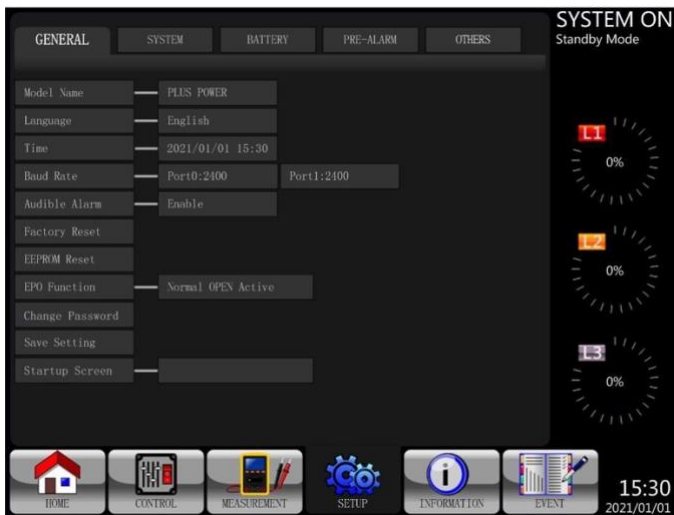 SYSTEM ON
Standby Mode
GENERAL SYSTEM BATTERY PRE-ALARM OTHERS
Model Name PLUS POWER
Language English
Time 2021/01/01 15:30
Baud Rate Port0:2400 Port1:2400
Audible Alarm Enable
Factory Reset
EEPROM Reset
EPO Function Normal OPEN Active
Change Password
Save Setting
Startup Screen
L1
0%
L2
0%
L3
0%
HOME CONTROL MEASUREMENT SETUP INFORMATION EVENT
15:30
2021/01/01